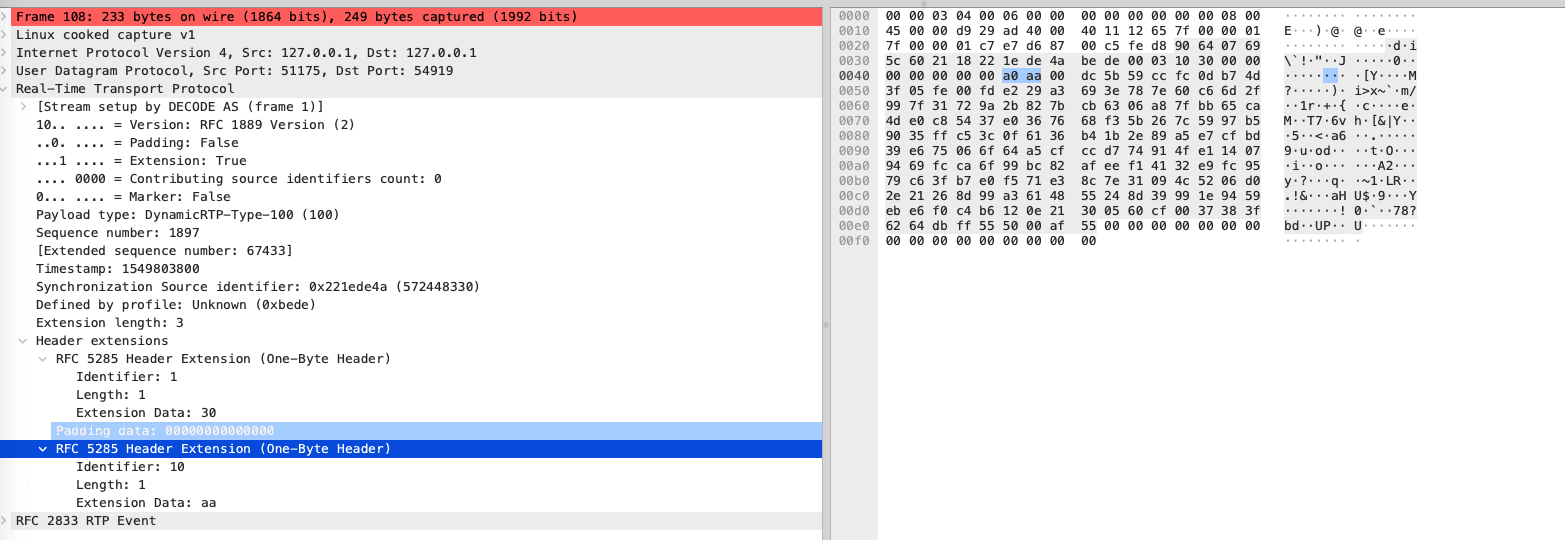 Frame 108: 233 bytes on wire (1864 bits), 249 bytes captured (1992 bits)
Linux cooked capture v1
Internet Protocol Version 4, Src: 127.0.0.1, Dst: 127.0.0.1
User Datagram Protocol, Src Port: 51175, Dst Port: 54919
Real-Time Transport Protocol
[Stream setup by DECODE AS (frame 1)]
10.. .... = Version: RFC 1889 Version (2)
..0. .... = Padding: False
...1 .... = Extension: True
.... 0000 = Contributing source identifiers count: 0
0... .... = Marker: False
Payload type: DynamicRTP-Type-100 (100)
Sequence number: 1897
[Extended sequence number: 67433]
Timestamp: 1549803800
Synchronization Source identifier: 0x221ede4a (572448330)
Defined by profile: Unknown (0xbede)
Extension length: 3
Header extensions
RFC 5285 Header Extension (One-Byte Header)
Identifier: 1
Length: 1
Extension Data: 30
Padding data: 00000000000000
RFC 5285 Header Extension (One-Byte Header)
Identifier: 10
Length: 1
Extension Data: aa
RFC 2833 RTP Event
0000 00 00 03 04 00 06 00 00 00 00 00 00 00 00 08 00 ········ ········
0010 45 00 00 d9 29 ad 40 00 40 11 12 65 7f 00 00 01 E···)·@· @··e····
0020 7f 00 00 01 c7 e7 d6 87 00 c5 fe d8 90 64 07 69 ········ ·····d·i
0030 5c 60 21 18 22 1e de 4a be de 00 03 10 30 00 00 \`!·"··J ·····0··
0040 00 00 00 00 00 a0 aa 00 dc 5b 59 cc fc 0d b7 4d ········ ·[Y····M
0050 3f 05 fe 00 fd e2 29 a3 69 3e 78 7e 60 c6 6d 2f ?·····)· i>x~`·m/
0060 99 7f 31 72 9a 2b 82 7b cb 63 06 a8 7f bb 65 ca ··1r·+·{ ·c····e·
0070 4d e0 c8 54 37 e0 36 76 68 f3 5b 26 7c 59 97 b5 M··T7·6v h·[&|Y··
0080 90 35 ff c5 3c 0f 61 36 b4 1b 2e 89 a5 e7 cf bd ·5··<·a6 ··.·····
0090 39 e6 75 06 6f 64 a5 cf cc d7 74 91 4f e1 14 07 9·u·od·· ··t·O···
00a0 94 69 fc ca 6f 99 bc 82 af ee f1 41 32 e9 fc 95 ·i··o··· ···A2···
00b0 79 c6 3f b7 e0 f5 71 e3 8c 7e 31 09 4c 52 06 d0 y·?···q· ·~1·LR··
00c0 2e 21 26 8d 99 a3 61 48 55 24 8d 39 99 1e 94 59 .!&···aH U$·9···Y
00d0 eb e6 f0 c4 b6 12 0e 21 30 05 60 cf 00 37 38 3f ·······! 0·`··78?
00e0 62 64 db ff 55 50 00 af 55 00 00 00 00 00 00 00 bd··UP·· U·······
00f0 00 00 00 00 00 00 00 00 00 ········ ·